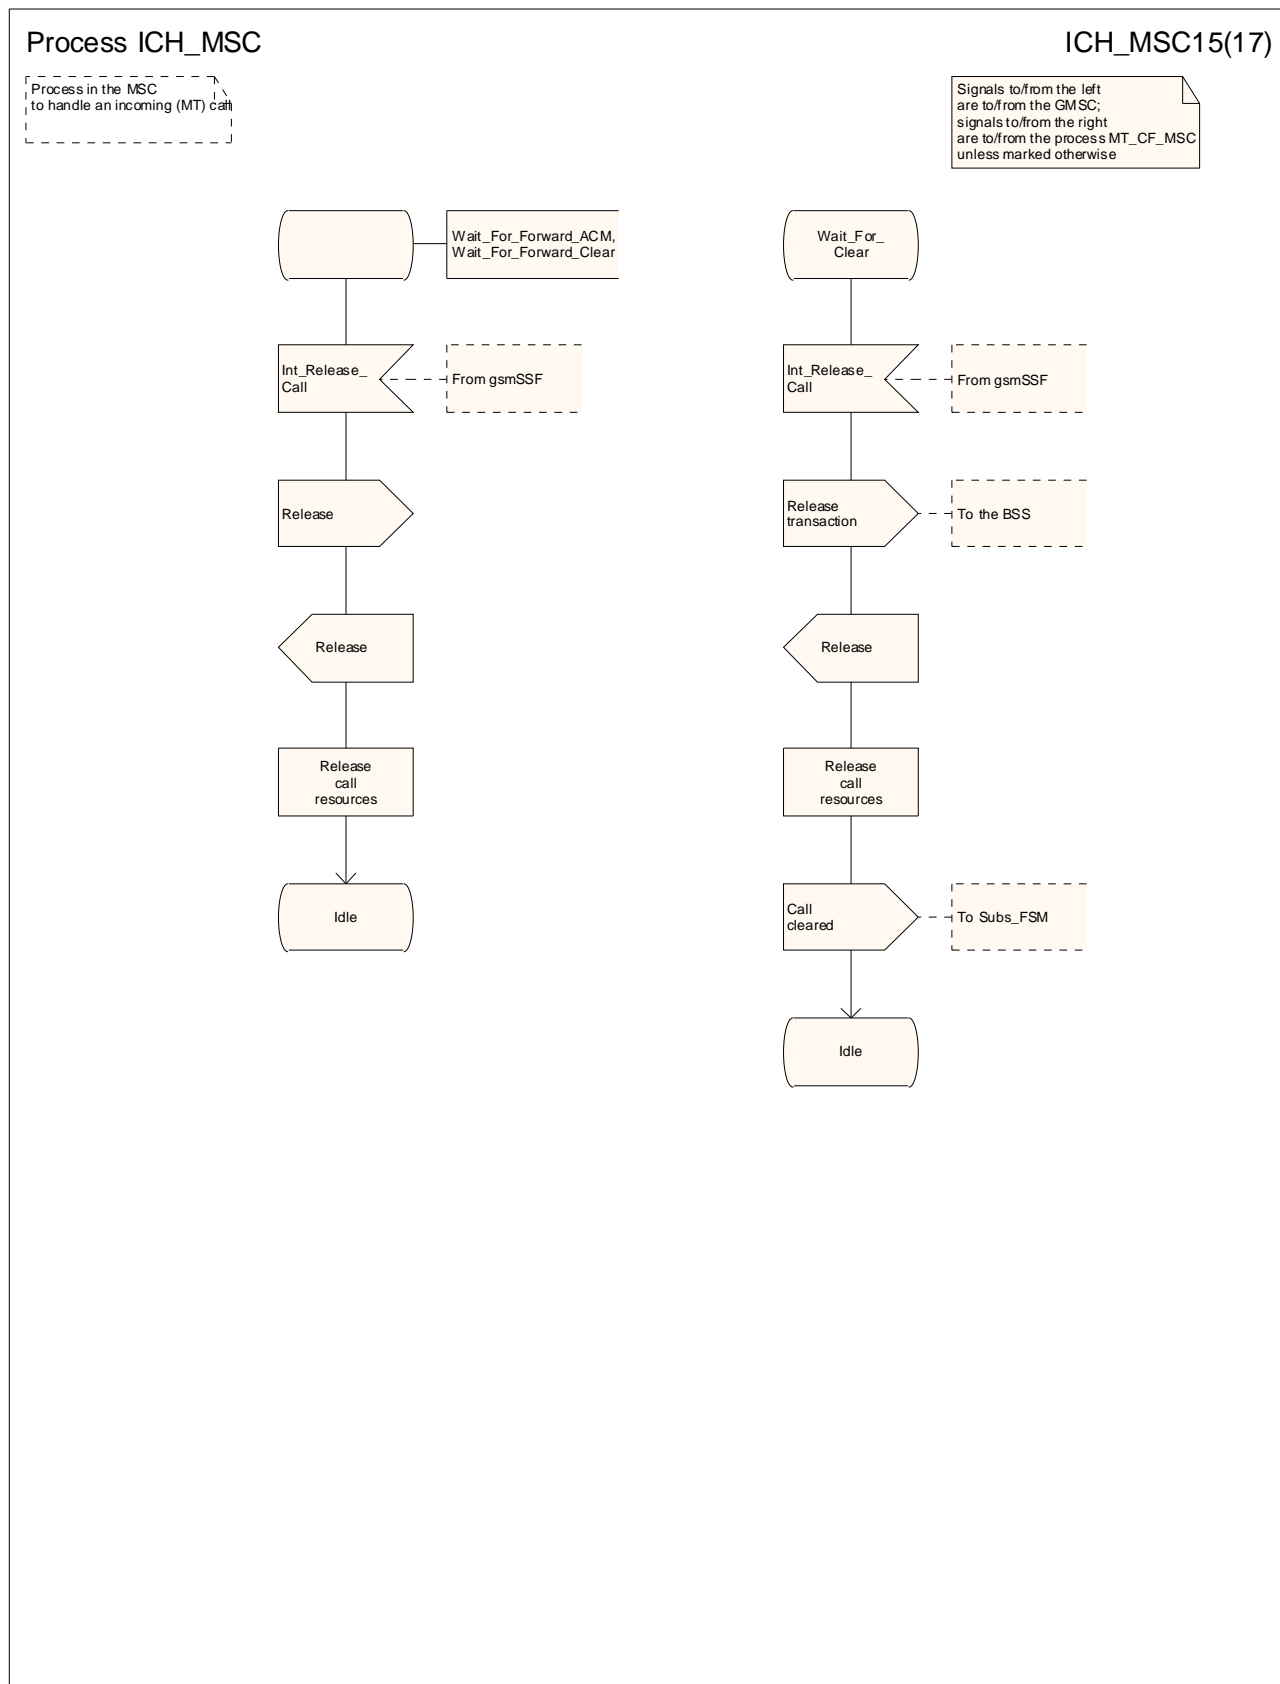 Process ICH_MSC
ICH_MSC15(17)
Process in the MSC
to handle an incoming (MT) call
Signals to/from the left
are to/from the GMSC;
signals to/from the right
are to/from the process MT_CF_MSC
unless marked otherwise
Wait_For_Forward_ACM,
Wait_For_Forward_Clear
Int_Release_
Call
From gsmSSF
Release
Release
Release
call
resources
Idle
Wait_For_
Clear
Int_Release_
Call
From gsmSSF
Release
transaction
To the BSS
Release
Release
call
resources
Call
cleared
To Subs_FSM
Idle